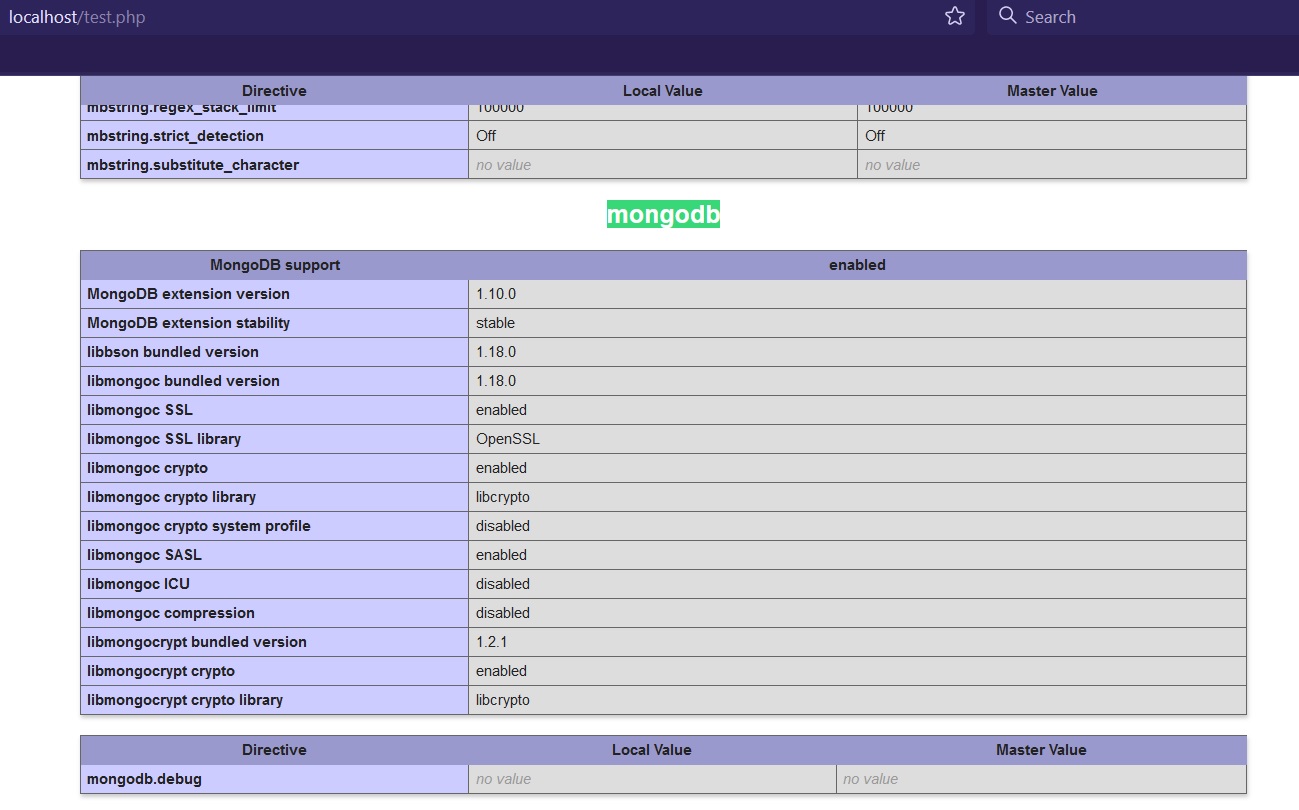 localhost/test.php
Search
Directive Local Value Master Value
mbstring.regex_stack_limit 100000 100000
mbstring.strict_detection Off Off
mbstring.substitute_character no value no value
mongodb
MongoDB support enabled
MongoDB extension version 1.10.0
MongoDB extension stability stable
libbson bundled version 1.18.0
libmongoc bundled version 1.18.0
libmongoc SSL enabled
libmongoc SSL library OpenSSL
libmongoc crypto enabled
libmongoc crypto library libcrypto
libmongoc crypto system profile disabled
libmongoc SASL enabled
libmongoc ICU disabled
libmongoc compression disabled
libmongocrypt bundled version 1.2.1
libmongocrypt crypto enabled
libmongocrypt crypto library libcrypto
Directive Local Value Master Value
mongodb.debug no value no value